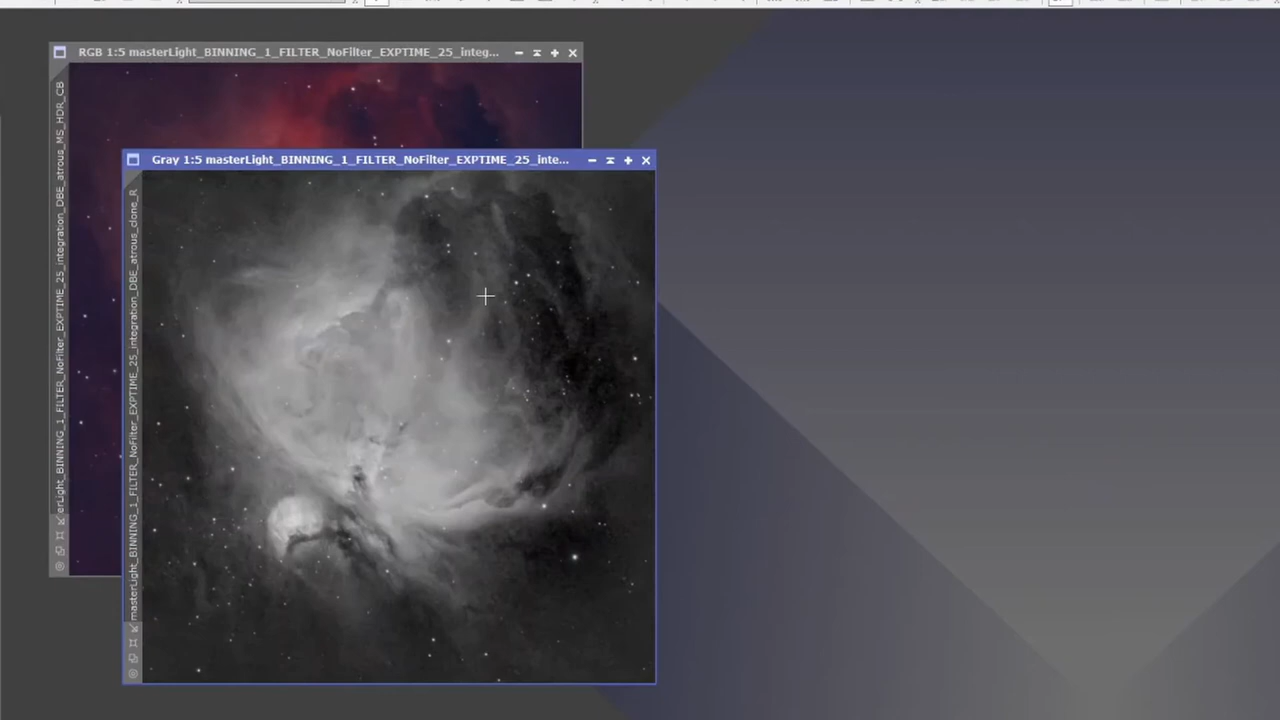 RGB 1:5 masterLight_BINNING_1_FILTER_NoFilter_EXPTIME_25_integ...
erLight_BINNING_1_FILTER_NoFilter_EXPTIME_25_integration_DBE_atrous_MS_HDR_CB
Gray 1:5 masterLight_BINNING_1_FILTER_NoFilter_EXPTIME_25_inte...
masterLight_BINNING_1_FILTER_NoFilter_EXPTIME_25_integration_DBE_atrous_clone_R